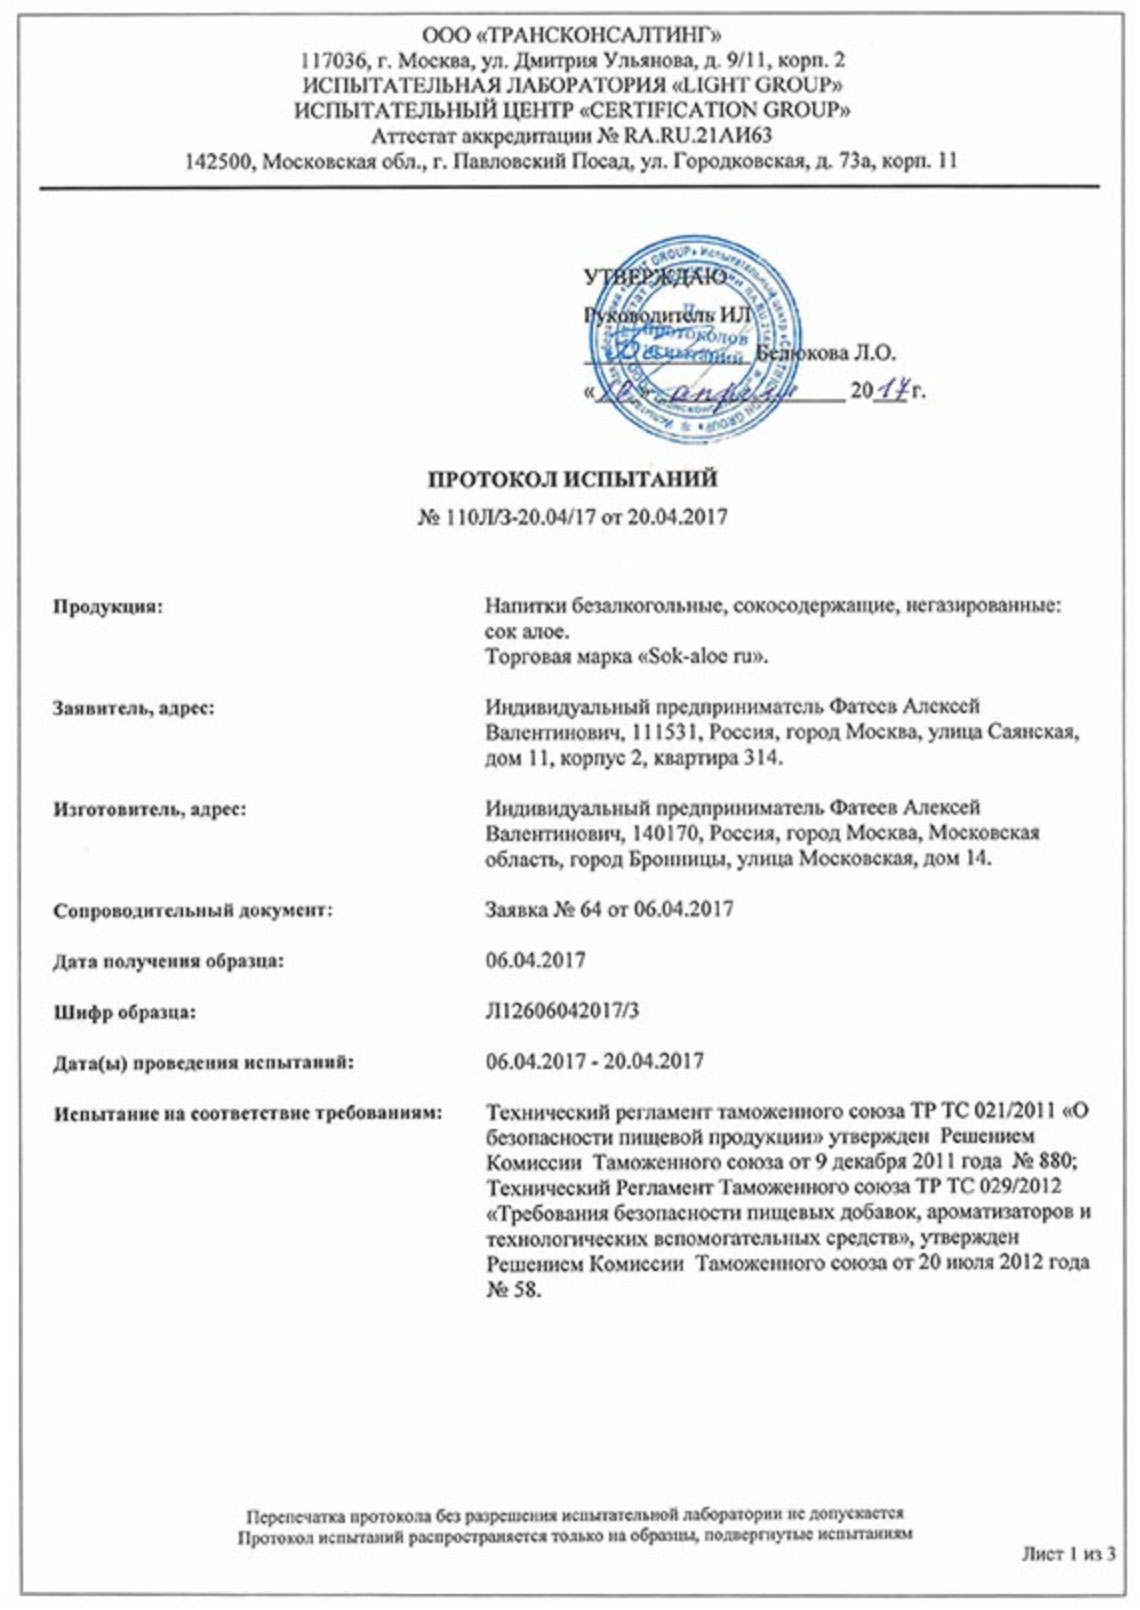 ООО «ТРАНСКОНСАЛТИНГ»
117036, г. Москва, ул. Дмитрия Ульянова, д. 9/11, корп. 2
ИСПЫТАТЕЛЬНАЯ ЛАБОРАТОРИЯ «LIGHT GROUP»
ИСПЫТАТЕЛЬНЫЙ ЦЕНТР «CERTIFICATION GROUP»
Аттестат аккредитации № RA.RU.21АИ63
142500, Московская обл., г. Павловский Посад, ул. Городковская, д. 73а, корп. 11
УТВЕРЖДАЮ
Руководитель ИЛ
Для протоколов испытаний
Белюкова Л.О.
апреля 2017г.
ПРОТОКОЛ ИСПЫТАНИЙ
№ 110Л/З-20.04/17 от 20.04.2017
Продукция: Напитки безалкогольные, сокосодержащие, негазированные:
сок алое.
Торговая марка «Sok-aloe ru».
Заявитель, адрес: Индивидуальный предприниматель Фатеев Алексей
Валентинович, 111531, Россия, город Москва, улица Саянская,
дом 11, корпус 2, квартира 314.
Изготовитель, адрес: Индивидуальный предприниматель Фатеев Алексей
Валентинович, 140170, Россия, город Москва, Московская
область, город Бронницы, улица Московская, дом 14.
Сопроводительный документ: Заявка № 64 от 06.04.2017
Дата получения образца: 06.04.2017
Шифр образца: Л12606042017/З
Дата(ы) проведения испытаний: 06.04.2017 - 20.04.2017
Испытание на соответствие требованиям: Технический регламент таможенного союза ТР ТС 021/2011 «О
безопасности пищевой продукции» утвержден Решением
Комиссии Таможенного союза от 9 декабря 2011 года № 880;
Технический Регламент Таможенного союза ТР ТС 029/2012
«Требования безопасности пищевых добавок, ароматизаторов и
технологических вспомогательных средств», утвержден
Решением Комиссии Таможенного союза от 20 июля 2012 года
№ 58.
Перепечатка протокола без разрешения испытательной лаборатории не допускается
Протокол испытаний распространяется только на образцы, подвергнутые испытаниям
Лист 1 из 3